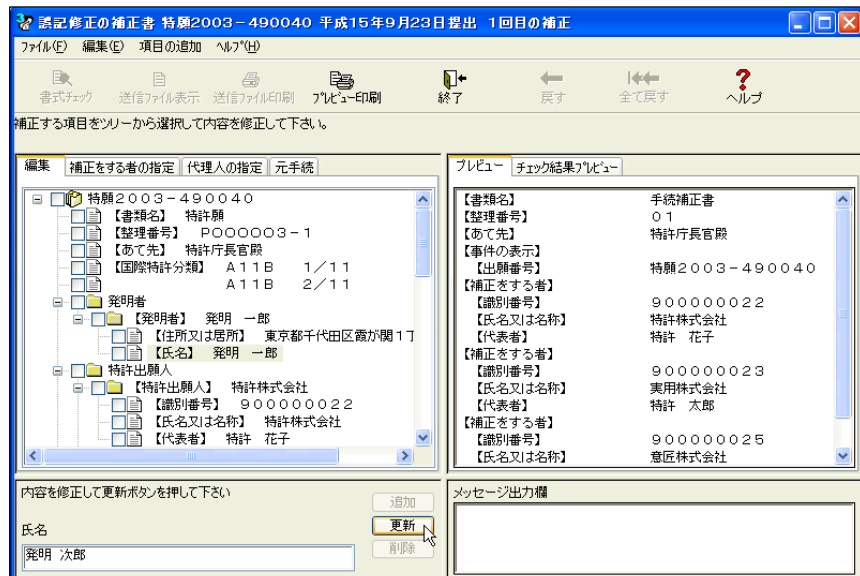 誤記修正の補正書 特願2003－490040 平成15年9月23日提出 1回目の補正
ファイル(F) 編集(E) 項目の追加 ヘルプ(H)
書式チェック 送信ファイル表示 送信ファイル印刷 プレビュー印刷 終了 戻す 全て戻す ヘルプ
補正する項目をツリーから選択して内容を修正して下さい。
編集 補正をする者の指定 代理人の指定 元手続
特願２００３－４９００４０
【書類名】 特許願
【整理番号】 Ｐ０００００３－１
【あて先】 特許庁長官殿
【国際特許分類】 Ａ１１Ｂ １／１１
Ａ１１Ｂ ２／１１
発明者
【発明者】 発明 一郎
【住所又は居所】 東京都千代田区霞が関１丁
【氏名】 発明 一郎
特許出願人
【特許出願人】 特許株式会社
【識別番号】 ９０００００００２２
【氏名又は名称】 特許株式会社
【代表者】 特許 花子
プレビュー チェック結果プレビュー
【書類名】 手続補正書
【整理番号】 ０１
【あて先】 特許庁長官殿
【事件の表示】
【出願番号】 特願２００３－４９００４０
【補正をする者】
【識別番号】 ９０００００００２２
【氏名又は名称】 特許株式会社
【代表者】 特許 花子
【補正をする者】
【識別番号】 ９０００００００２３
【氏名又は名称】 実用株式会社
【代表者】 特許 太郎
【補正をする者】
【識別番号】 ９０００００００２５
【氏名又は名称】 意匠株式会社
内容を修正して更新ボタンを押して下さい
追加
氏名
更新
発明 次郎
削除
メッセージ出力欄